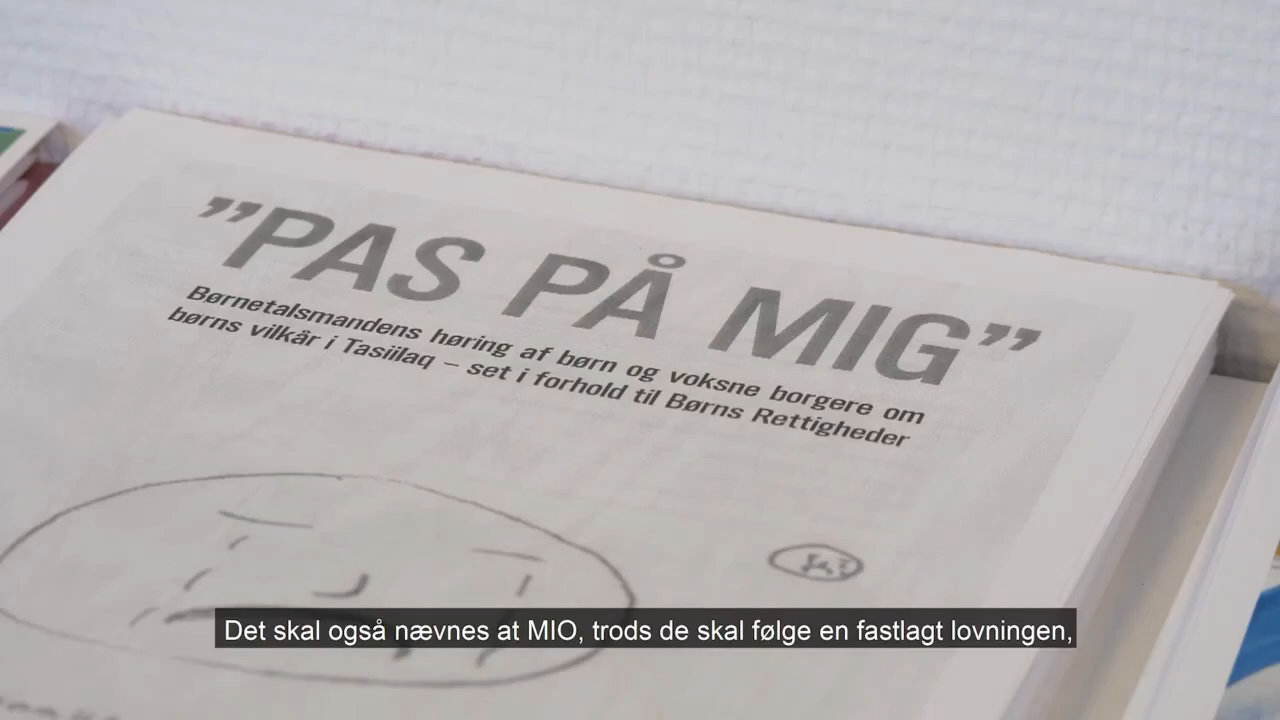 ”PAS PÅ MIG”
Børnetalsmandens høring af børn og voksne borgere om
børns vilkår i Tasiilaq – set i forhold til Børns Rettigheder
Det skal også nævnes at MIO, trods de skal følge en fastlagt lovningen,